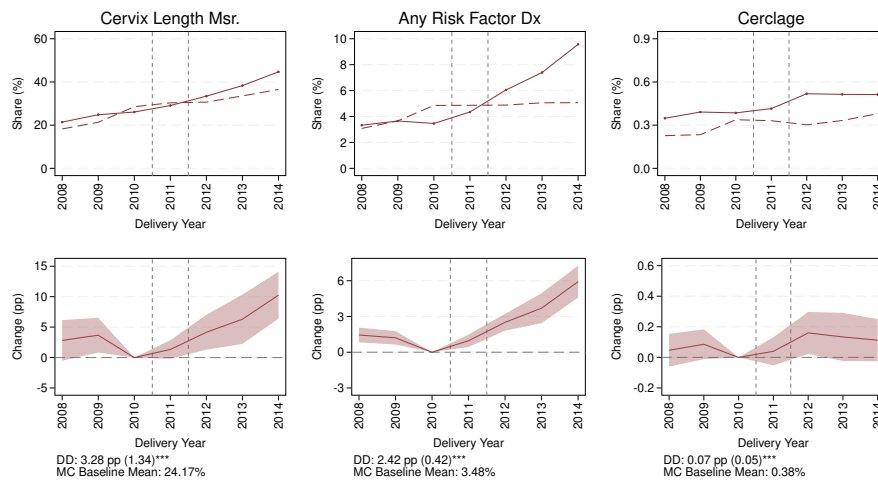 Cervix Length Msr.
Share (%)
60
40
20
0
2008 2009 2010 2011 2012 2013 2014
Delivery Year
Any Risk Factor Dx
Share (%)
10
8
6
4
2
0
2008 2009 2010 2011 2012 2013 2014
Delivery Year
Cerclage
Share (%)
0.9
0.6
0.3
0.0
2008 2009 2010 2011 2012 2013 2014
Delivery Year
Change (pp)
15
10
5
0
-5
2008 2009 2010 2011 2012 2013 2014
Delivery Year
DD: 3.28 pp (1.34)***
MC Baseline Mean: 24.17%
Change (pp)
6
3
0
-3
2008 2009 2010 2011 2012 2013 2014
Delivery Year
DD: 2.42 pp (0.42)***
MC Baseline Mean: 3.48%
Change (pp)
0.6
0.4
0.2
0.0
-0.2
2008 2009 2010 2011 2012 2013 2014
Delivery Year
DD: 0.07 pp (0.05)***
MC Baseline Mean: 0.38%